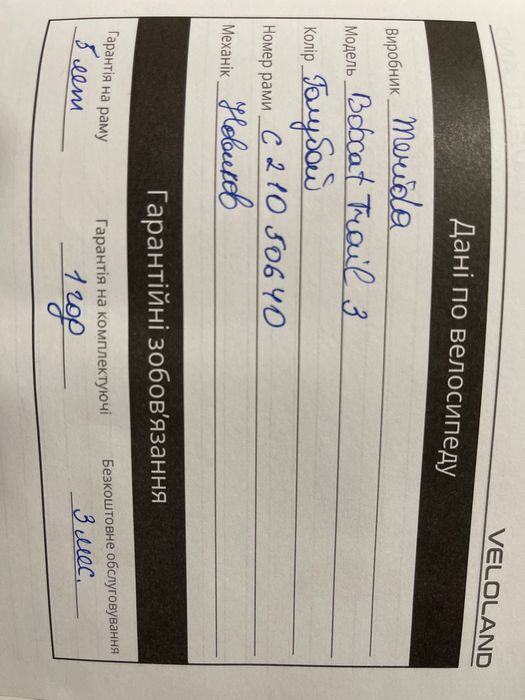 VELOLAND
Дані по велосипеду
Виробник Merida
Модель Bobcat Trail 3
Колір Голубой
Номер рами C 210 50640
Механік Новиков
Гарантійні зобов'язання
Гарантія на раму Гарантія на комплектуючі Безкоштовне обслуговування
5 лет 1 год 3 мес.